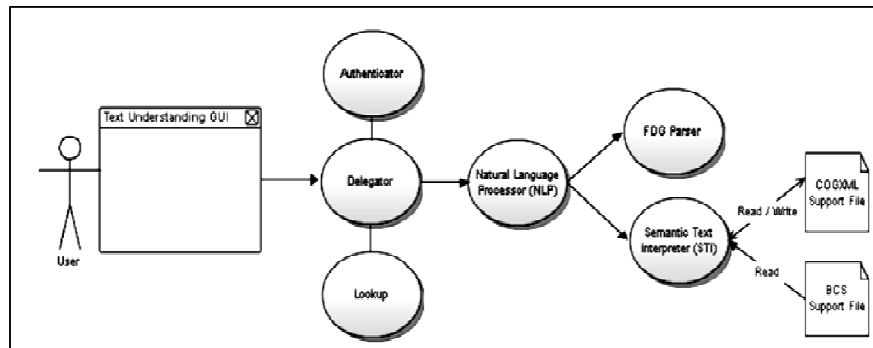 Authenticator
Text Understanding GUI
FDG Parser
Delegator
Natural Language
Processor (NLP)
COGXML
Support File
Read / Write
Semantic Text
Interpreter (STI)
User
Read
Lookup
BCS
Support File